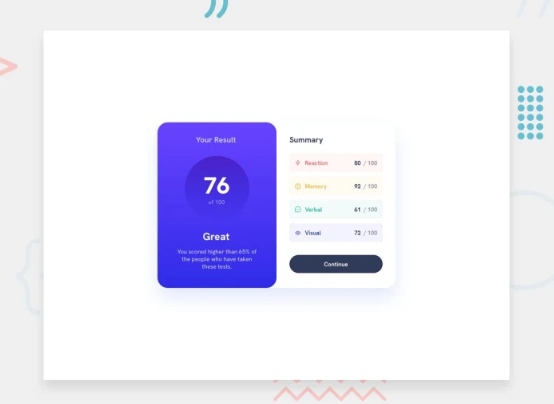 Your Result
76
of 100
Great
You scored higher than 65% of
the people who have taken
these tests.
Summary
Reaction 80 / 100
Memory 92 / 100
Verbal 61 / 100
Visual 72 / 100
Continue